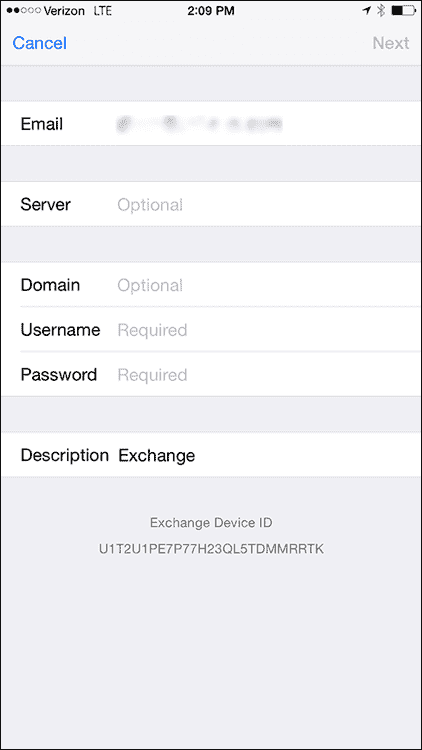 Verizon LTE 2:09 PM
Cancel Next
Email
Server Optional
Domain Optional
Username Required
Password Required
Description Exchange
Exchange Device ID
U1T2U1PE7P77H23QL5TDMMRRTK